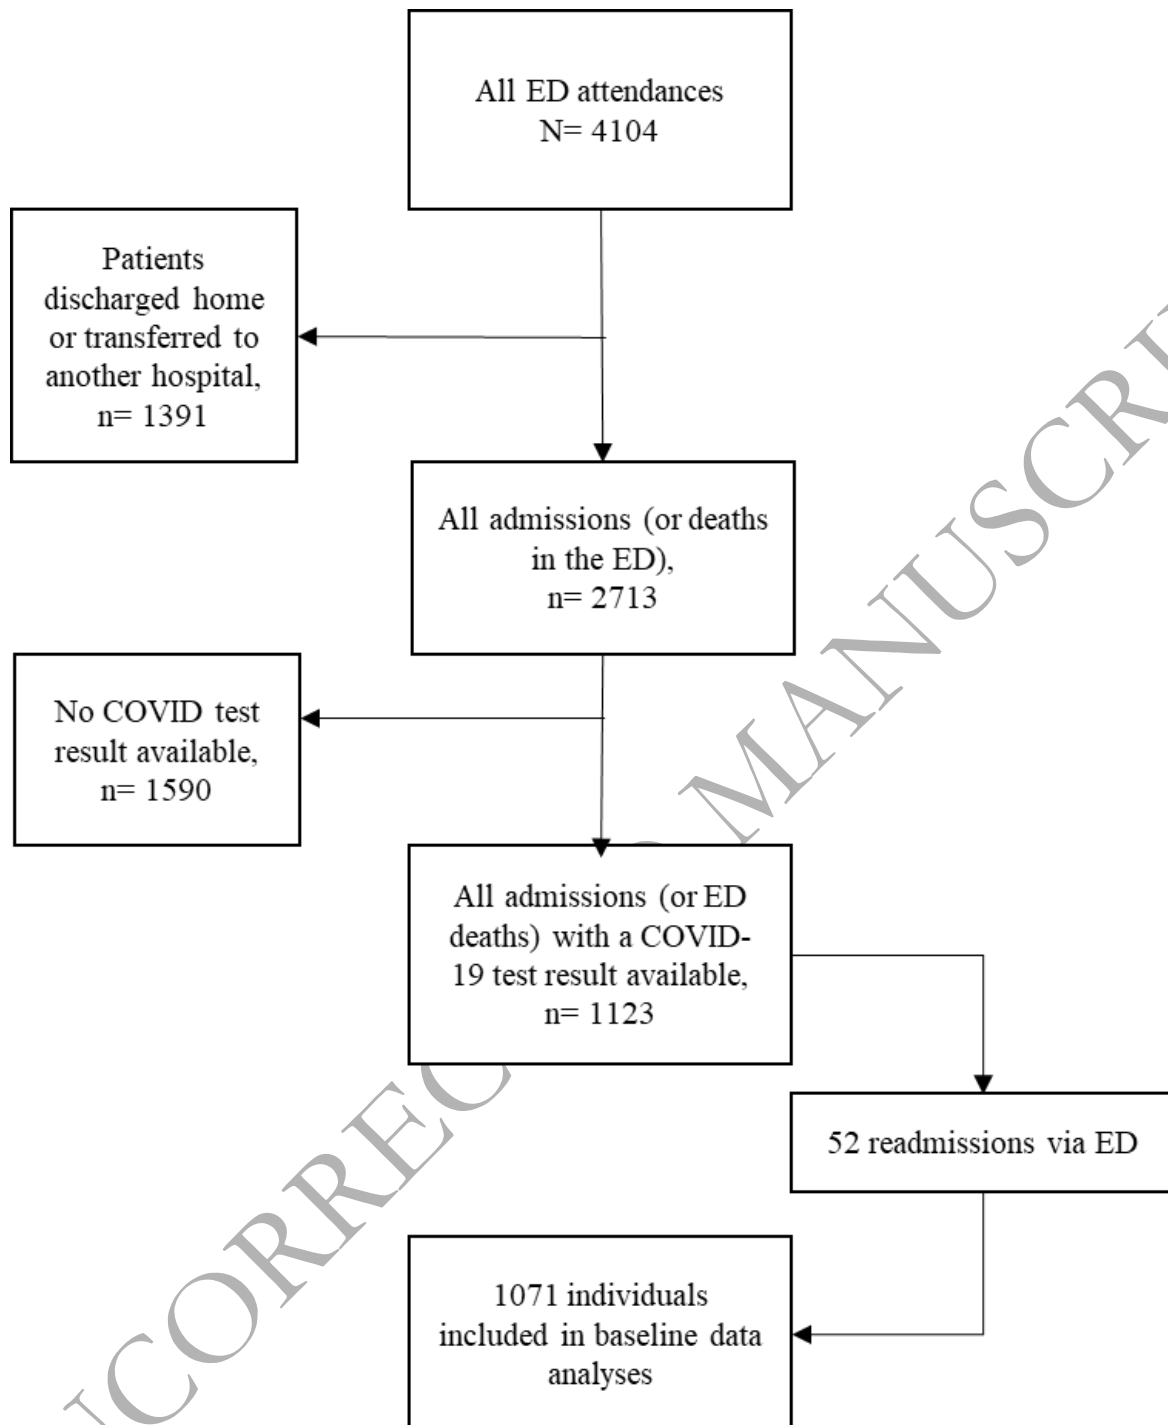 All ED attendances
N= 4104
Patients
discharged home
or transferred to
another hospital,
n= 1391
All admissions (or deaths
in the ED),
n= 2713
No COVID test
result available,
n= 1590
All admissions (or ED
deaths) with a COVID-
19 test result available,
n= 1123
52 readmissions via ED
1071 individuals
included in baseline data
analyses
NCORREC
MANUSCRI